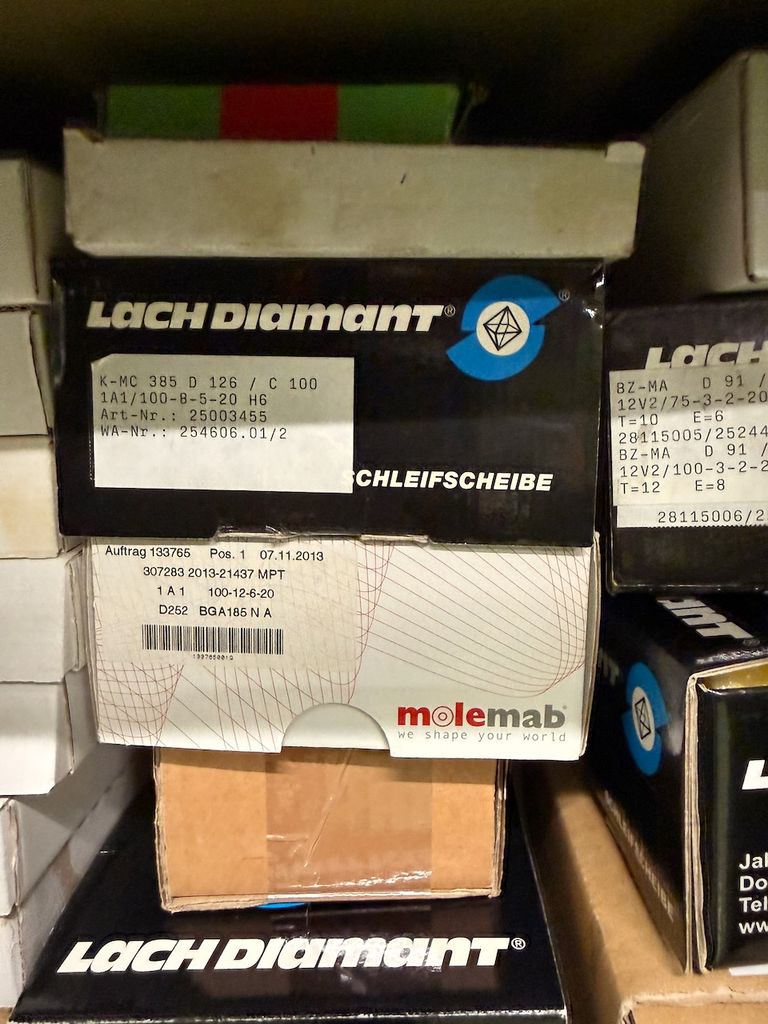 LACH DIAMANT®
K-MC 385 D 126 / C 100
1A1/100-8-5-20 H6
Art-Nr.: 25003455
WA-Nr.: 254606.01/2
SCHLEIFSCHEIBE
LACH
BZ-MA D 91 /
12V2/75-3-2-20
T=10 E=6
28115005/25244
BZ-MA D 91 /
12V2/100-3-2-2
T=12 E=8
28115006/2
Auftrag 133765 Pos. 1 07.11.2013
307283 2013-21437 MPT
1 A 1 100-12-6-20
D252 BGA185 N A
molemab
we shape your world
LACH DIAMANT®
Tel
ww